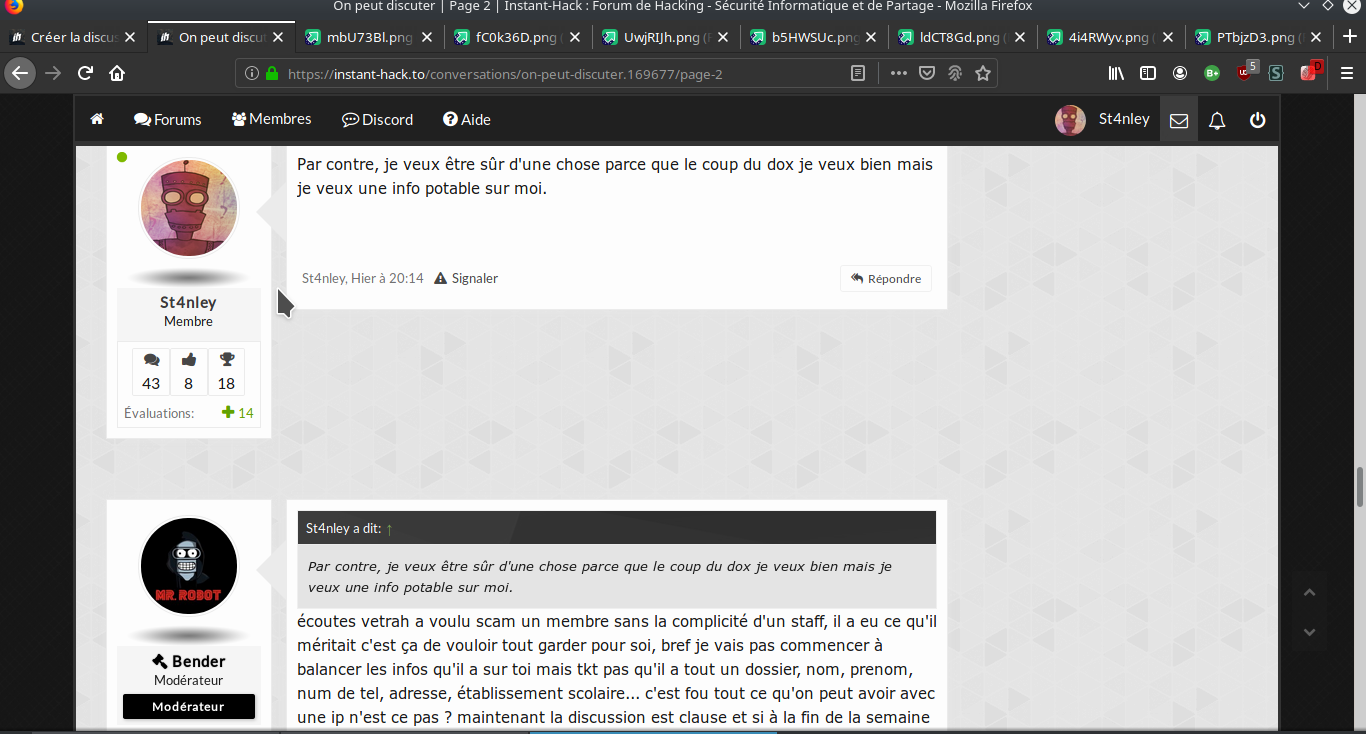 On peut discuter | Page 2 | Instant-Hack : Forum de Hacking - Sécurité Informatique et de Partage - Mozilla Firefox
Créer la discus
On peut discut
mbU73Bl.png
fC0k36D.png (
UwjRIJh.png (
b5HWSUc.png
ldCT8Gd.png (
4i4RWyv.png (
PTbjzD3.png (
https://instant-hack.to/conversations/on-peut-discuter.169677/page-2
B+
5
S
0
Forums
Membres
Discord
Aide
St4nley
Par contre, je veux être sûr d'une chose parce que le coup du dox je veux bien mais
je veux une info potable sur moi.
St4nley, Hier à 20:14
Signaler
Répondre
St4nley
Membre
43 8 18
Évaluations: 14
St4nley a dit: ↑
Par contre, je veux être sûr d'une chose parce que le coup du dox je veux bien mais je
veux une info potable sur moi.
MR. ROBOT
Bender
Modérateur
Modérateur
écoutes vetrah a voulu scam un membre sans la complicité d'un staff, il a eu ce qu'il
méritait c'est ça de vouloir tout garder pour soi, bref je vais pas commencer à
balancer les infos qu'il a sur toi mais tkt pas qu'il a tout un dossier, nom, prenom,
num de tel, adresse, établissement scolaire... c'est fou tout ce qu'on peut avoir avec
une ip n'est ce pas ? maintenant la discussion est clause et si à la fin de la semaine